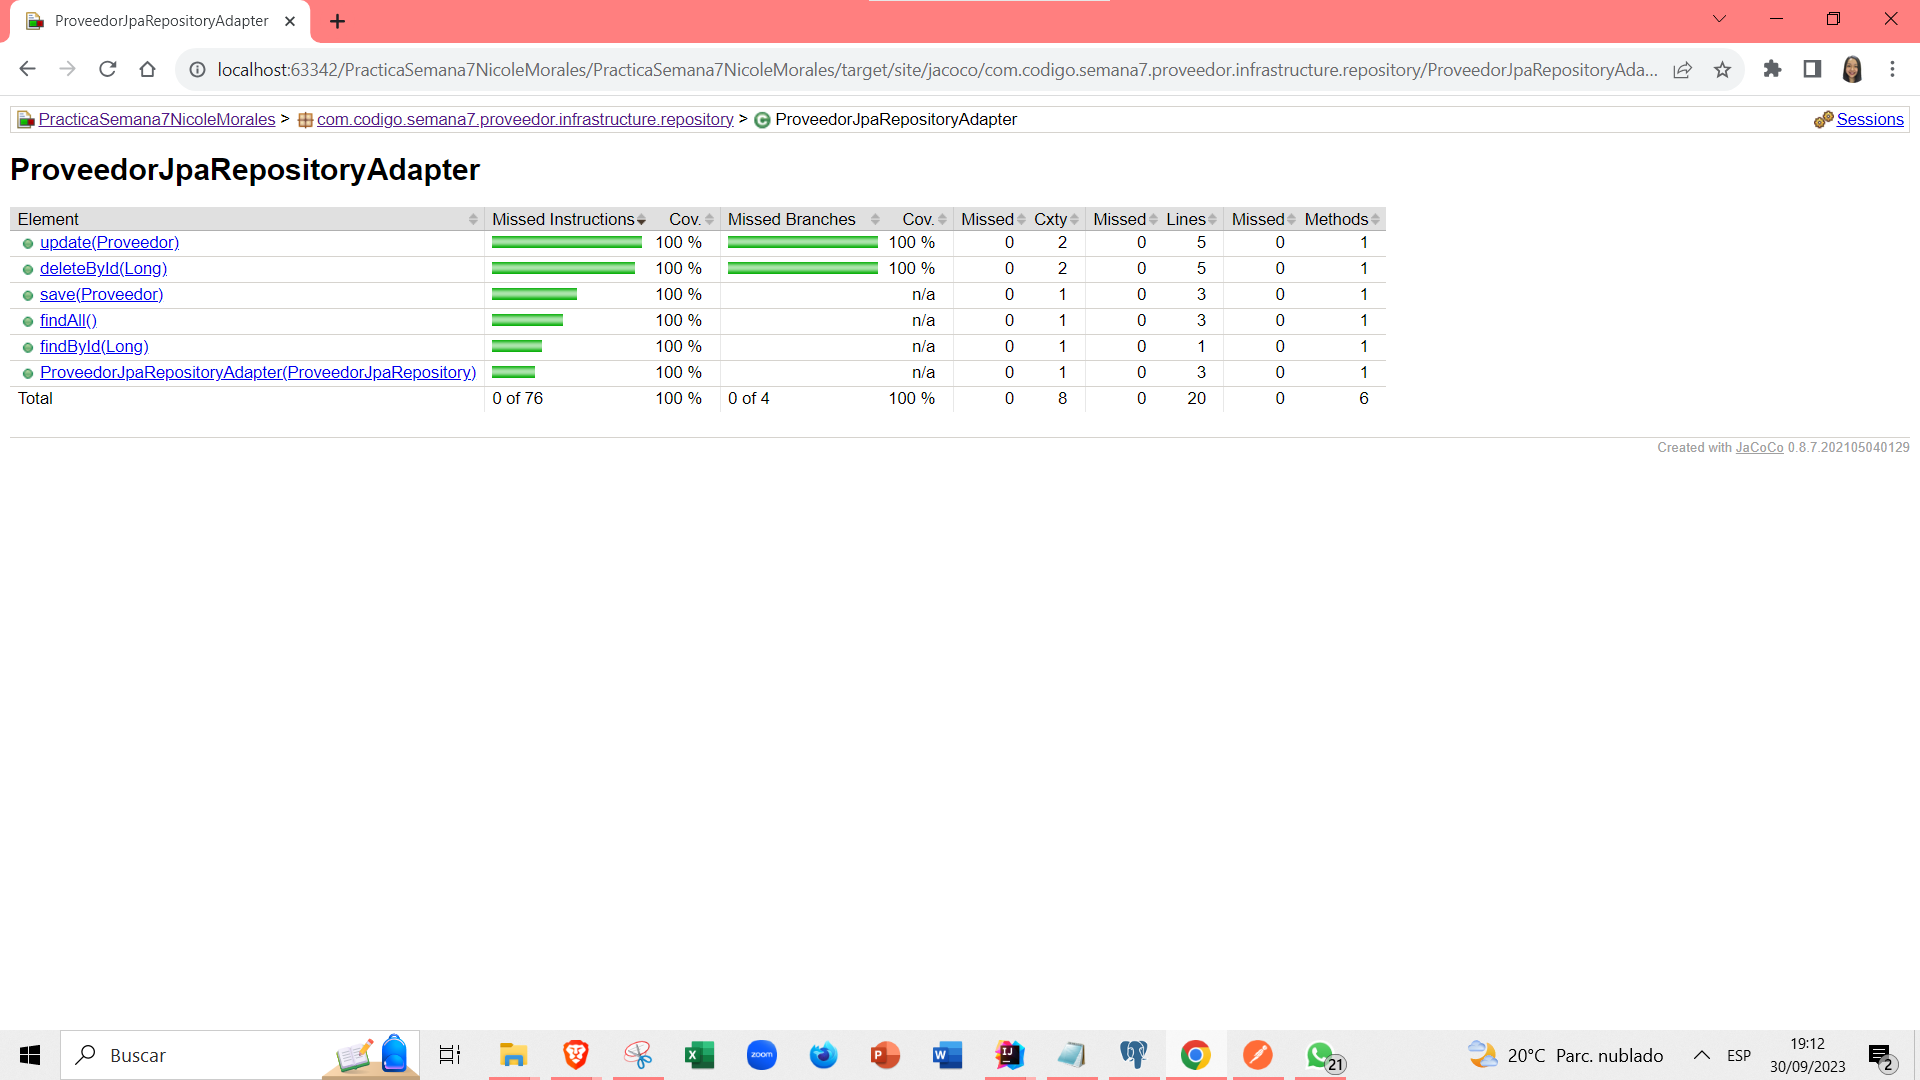 ProveedorJpaRepositoryAdapter
localhost:63342/PracticaSemana7NicoleMorales/PracticaSemana7NicoleMorales/target/site/jacoco/com.codigo.semana7.proveedor.infrastructure.repository/ProveedorJpaRepositoryAda...
PracticaSemana7NicoleMorales > com.codigo.semana7.proveedor.infrastructure.repository > ProveedorJpaRepositoryAdapter Sessions
ProveedorJpaRepositoryAdapter
Element Missed Instructions Cov. Missed Branches Cov. Missed Cxty Missed Lines Missed Methods
update(Proveedor) 100 % 100 % 0 2 0 5 0 1
deleteById(Long) 100 % 100 % 0 2 0 5 0 1
save(Proveedor) 100 % n/a 0 1 0 3 0 1
findAll() 100 % n/a 0 1 0 3 0 1
findById(Long) 100 % n/a 0 1 0 1 0 1
ProveedorJpaRepositoryAdapter(ProveedorJpaRepository) 100 % n/a 0 1 0 3 0 1
Total 0 of 76 100 % 0 of 4 100 % 0 8 0 20 0 6
Created with JaCoCo 0.8.7.202105040129
Buscar zoom 21 20°C Parc. nublado ESP 19:12
30/09/2023 2